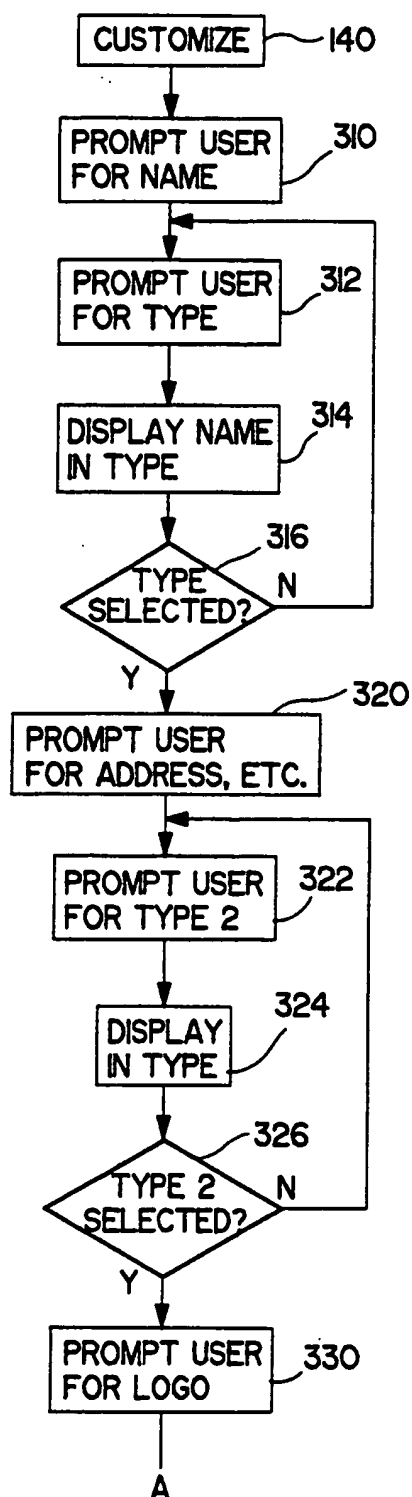 CUSTOMIZE
140
PROMPT USER
FOR NAME
310
PROMPT USER
FOR TYPE
312
DISPLAY NAME
IN TYPE
314
316
TYPE
SELECTED?
N
Y
320
PROMPT USER
FOR ADDRESS, ETC.
PROMPT USER
FOR TYPE 2
322
DISPLAY
IN TYPE
324
326
TYPE 2
SELECTED?
N
Y
PROMPT USER
FOR LOGO
330
A